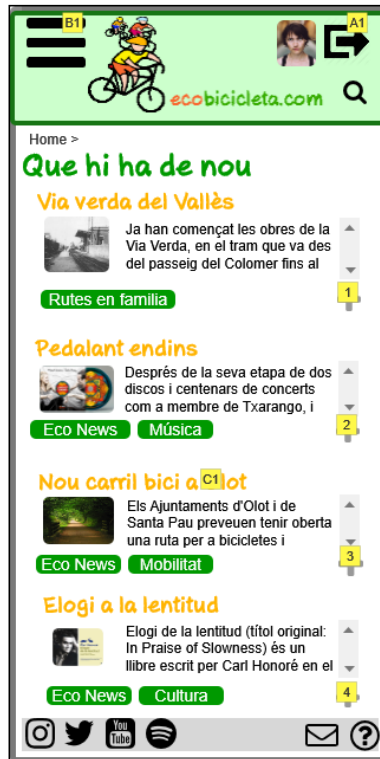 B1
A1
ecobicicleta.com
Home >
Que hi ha de nou
Via verda del Vallès
Ja han començat les obres de la
Via Verda, en el tram que va des
del passeig del Colomer fins al
1
Rutes en familia
Pedalant endins
Després de la seva etapa de dos
discos i centenars de concerts
com a membre de Txarango, i
2
Eco News
Música
Nou carril bici a C1lot
Els Ajuntaments d'Olot i de
Santa Pau preveuen tenir oberta
una ruta per a bicicletes i
3
Eco News
Mobilitat
Elogi a la lentitud
Elogi de la lentitud (títol original:
In Praise of Slowness) és un
llibre escrit per Carl Honoré en el
4
Eco News
Cultura
You
Tube
?